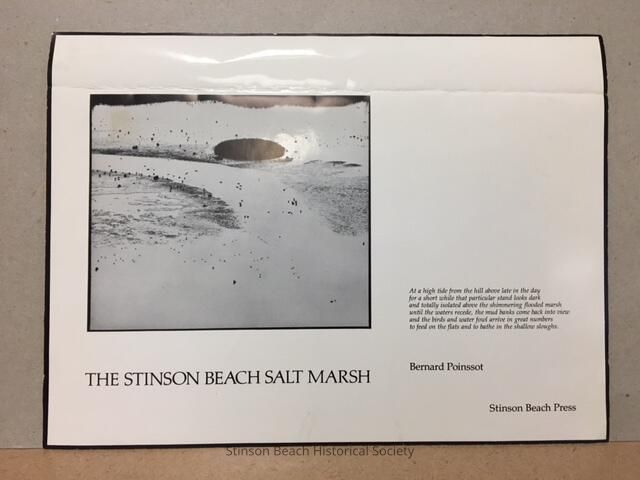 At a high tide from the hill above late in the day
for a short while that particular stand looks dark
and totally isolated above the shimmering flooded marsh
until the waters recede, the mud banks come back into view
and the birds and water fowl arrive in great numbers
to feed on the flats and to bathe in the shallow sloughs.
Bernard Poinssot
THE STINSON BEACH SALT MARSH
Stinson Beach Press
Stinson Beach Historical Society